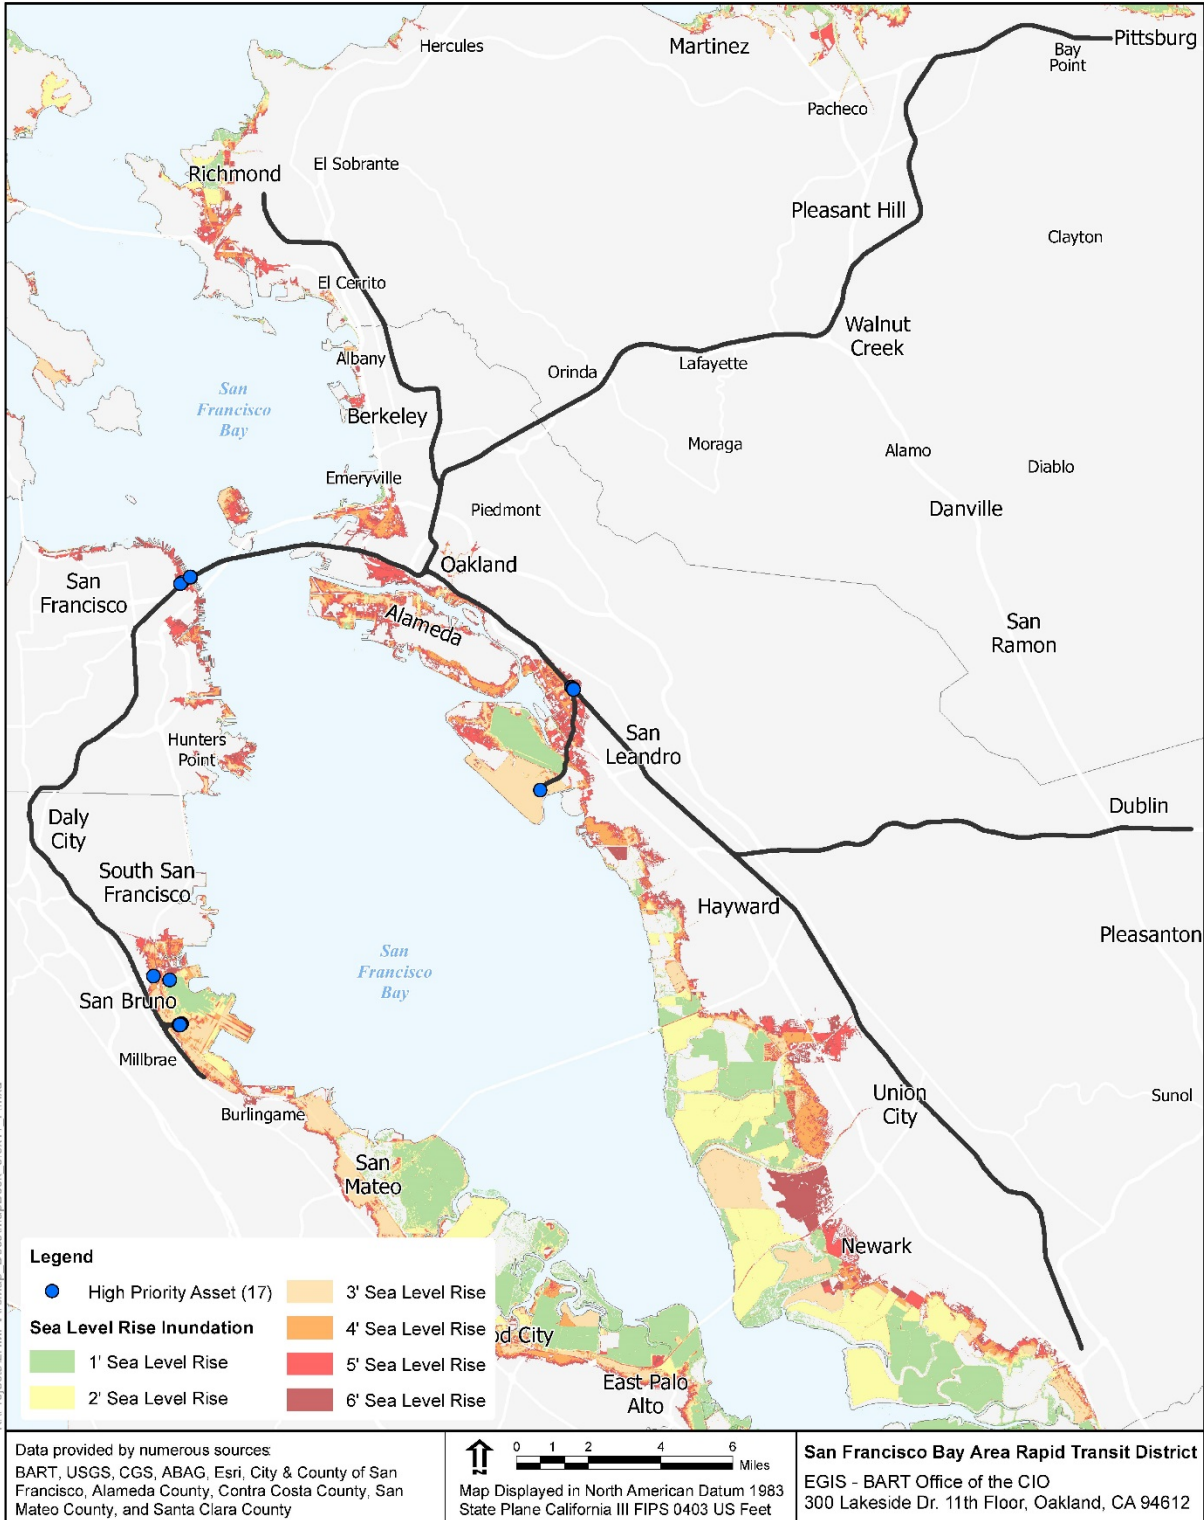 Hercules
Martinez
Pittsburg
Bay
Point
Pacheco
El Sobrante
Richmond
Pleasant Hill
Clayton
El Cerrito
Walnut
Creek
Albany
Orinda
Lafayette
San
Francisco
Bay
Berkeley
Moraga
Alamo
Diablo
Emeryville
Piedmont
Danville
Oakland
San
Francisco
Alameda
San
Ramon
San
Leandro
Hunters
Point
Dublin
Daly
City
South San
Francisco
Hayward
Pleasanton
San
Francisco
Bay
San Bruno
Millbrae
Union
City
Sunol
Burlingame
San
Mateo
Newark
od City
East Palo
Alto
Legend
High Priority Asset (17)
Sea Level Rise Inundation
1' Sea Level Rise
2' Sea Level Rise
3' Sea Level Rise
4' Sea Level Rise
5' Sea Level Rise
6' Sea Level Rise
Data provided by numerous sources:
BART, USGS, CGS, ABAG, Esri, City & County of San
Francisco, Alameda County, Contra Costa County, San
Mateo County, and Santa Clara County
N
0 1 2 4 6
Miles
Map Displayed in North American Datum 1983
State Plane California III FIPS 0403 US Feet
San Francisco Bay Area Rapid Transit District
EGIS - BART Office of the CIO
300 Lakeside Dr. 11th Floor, Oakland, CA 94612